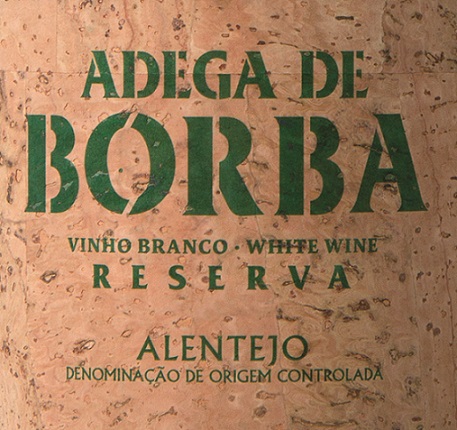 ADEGA DE
BORBA
VINHO BRANCO · WHITE WINE
RESERVA
ALENTEJO
DENOMINAÇÃO DE ORIGEM CONTROLADA